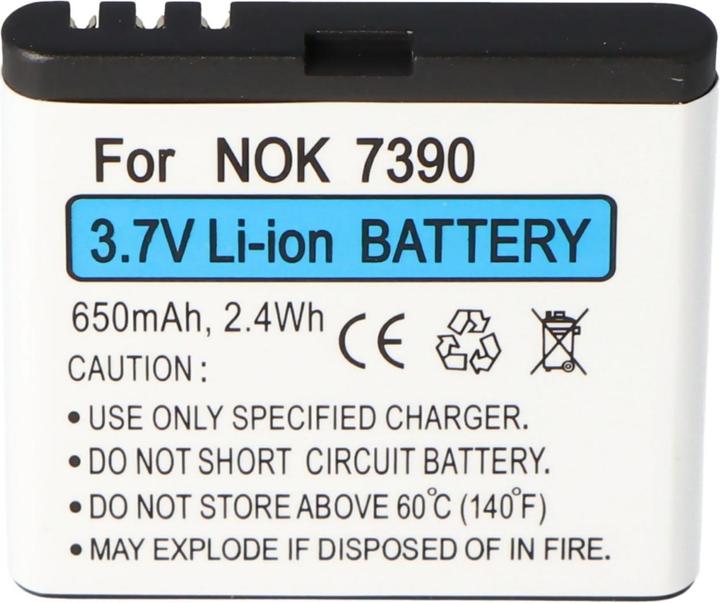 For NOK 7390
3.7V Li-ion BATTERY
650mAh, 2.4Wh CE
CAUTION :
• USE ONLY SPECIFIED CHARGER.
• DO NOT SHORT CIRCUIT BATTERY.
• DO NOT STORE ABOVE 60°C (140°F)
• MAY EXPLODE IF DISPOSED OF IN FIRE.